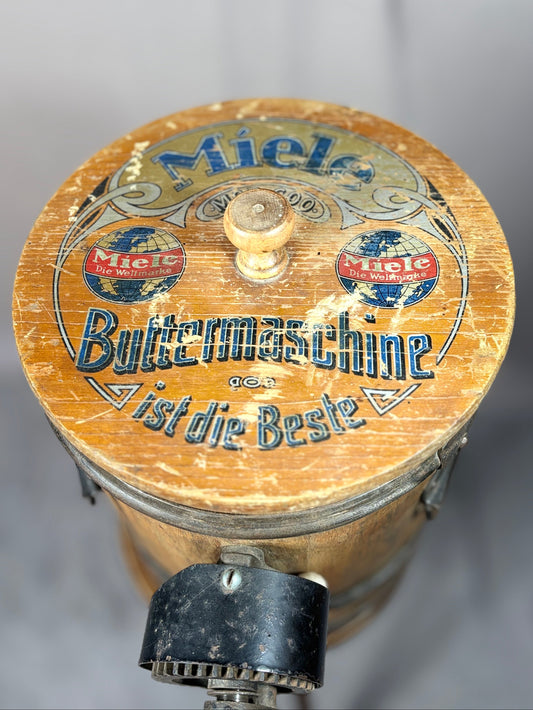 Miele
Miele
Die Weltmarke
Miele
Die Weltmarke
Buttermaschine
ist die Beste